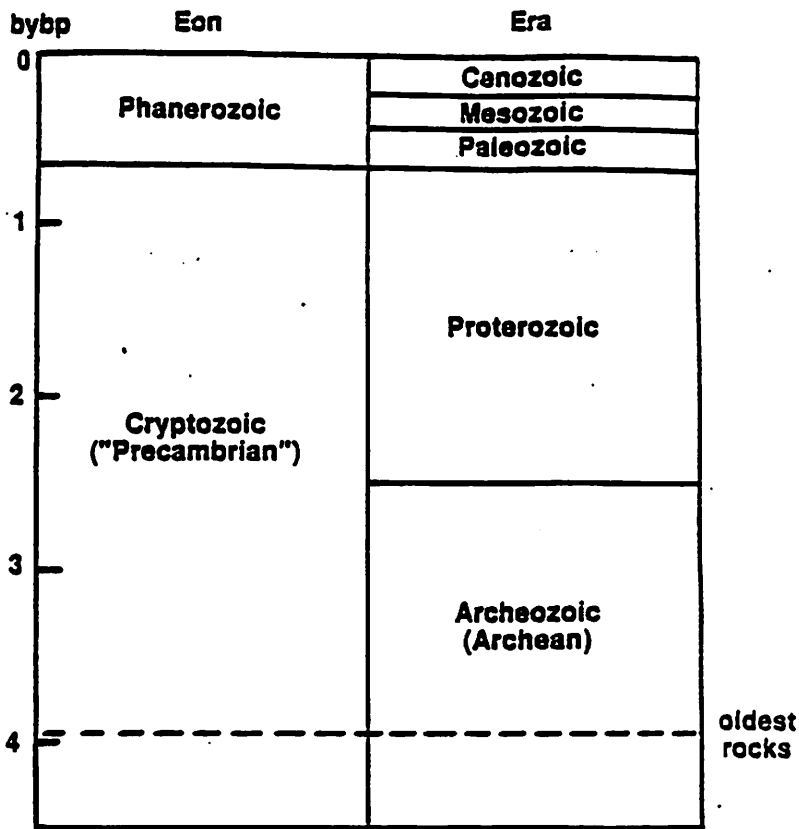 bybp Eon Era
0
Phanerozoic
Cenozoic
Mesozoic
Paleozoic
1
Proterozoic
2
Cryptozoic
("Precambrian")
3
Archeozoic
(Archean)
oldest
rocks
4